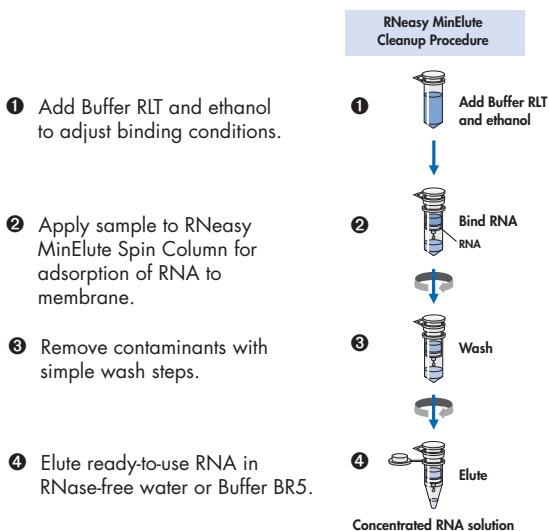 RNeasy MinElute
Cleanup Procedure
❶ Add Buffer RLT and ethanol
to adjust binding conditions.
❶
Add Buffer RLT
and ethanol
❷ Apply sample to RNeasy
MinElute Spin Column for
adsorption of RNA to
membrane.
❷
Bind RNA
RNA
❸ Remove contaminants with
simple wash steps.
❸
Wash
❹ Elute ready-to-use RNA in
RNase-free water or Buffer BR5.
❹
Elute
Concentrated RNA solution